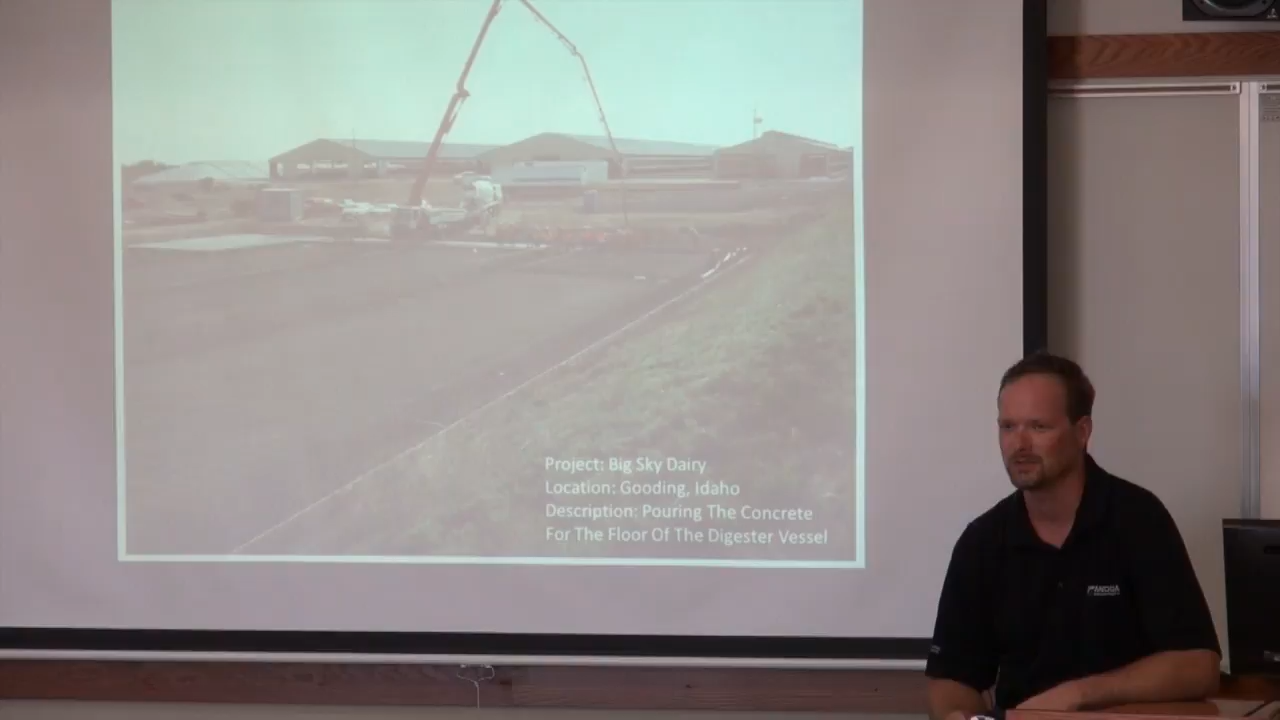 Project: Big Sky Dairy
Location: Gooding, Idaho
Description: Pouring The Concrete
For The Floor Of The Digester Vessel